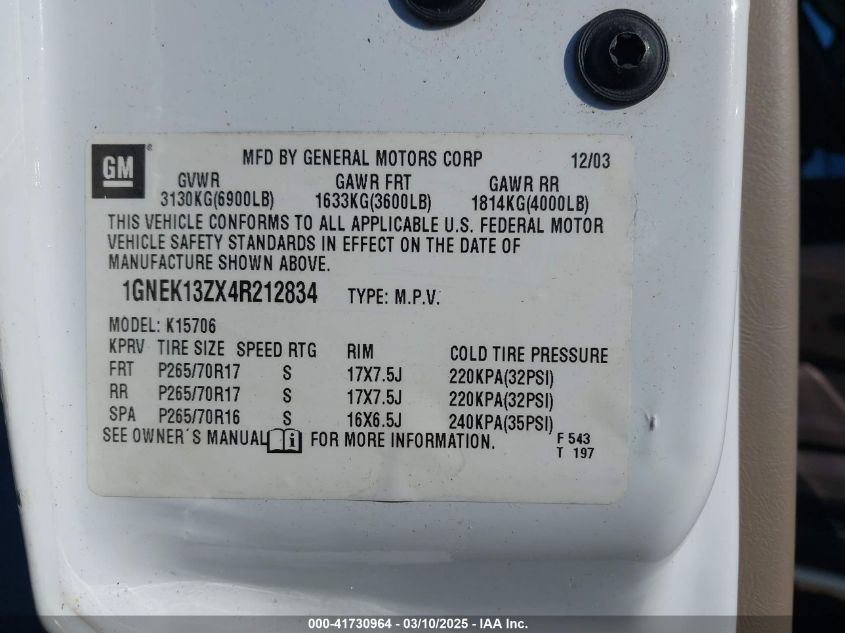 GM
MFD BY GENERAL MOTORS CORP 12/03
GVWR GAWR FRT GAWR RR
3130KG(6900LB) 1633KG(3600LB) 1814KG(4000LB)
THIS VEHICLE CONFORMS TO ALL APPLICABLE U.S. FEDERAL MOTOR
VEHICLE SAFETY STANDARDS IN EFFECT ON THE DATE OF
MANUFACTURE SHOWN ABOVE.
1GNEK13ZX4R212834 TYPE: M.P.V.
MODEL: K15706
KPRV TIRE SIZE SPEED RTG RIM COLD TIRE PRESSURE
FRT P265/70R17 S 17X7.5J 220KPA(32PSI)
RR P265/70R17 S 17X7.5J 220KPA(32PSI)
SPA P265/70R16 S 16X6.5J 240KPA(35PSI)
SEE OWNER'S MANUAL i FOR MORE INFORMATION.
F 543
T 197
000-41730964 - 03/10/2025 - IAA Inc.